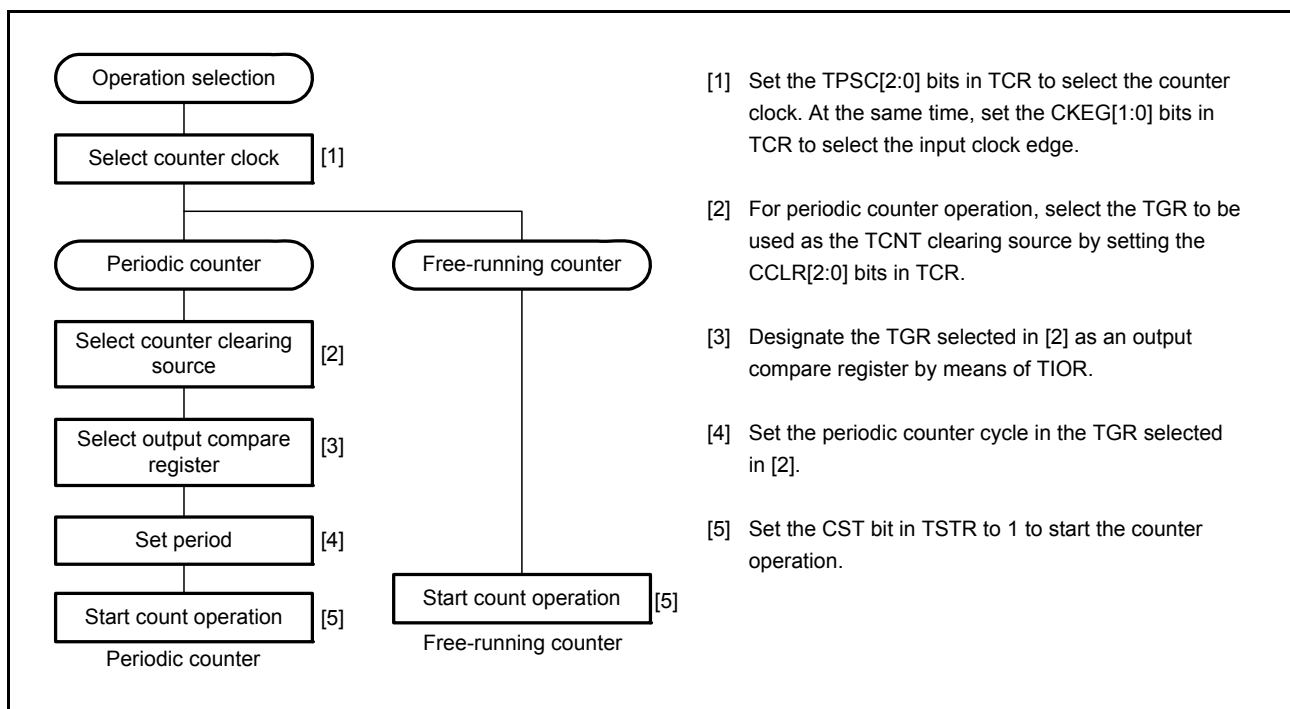 Operation selection
Select counter clock
[1]
Periodic counter
Free-running counter
Select counter clearing
source
[2]
Select output compare
register
[3]
Set period
[4]
Start count operation
[5]
Periodic counter
Start count operation
[5]
Free-running counter
[1] Set the TPSC[2:0] bits in TCR to select the counter
clock. At the same time, set the CKEG[1:0] bits in
TCR to select the input clock edge.
[2] For periodic counter operation, select the TGR to be
used as the TCNT clearing source by setting the
CCLR[2:0] bits in TCR.
[3] Designate the TGR selected in [2] as an output
compare register by means of TIOR.
[4] Set the periodic counter cycle in the TGR selected
in [2].
[5] Set the CST bit in TSTR to 1 to start the counter
operation.